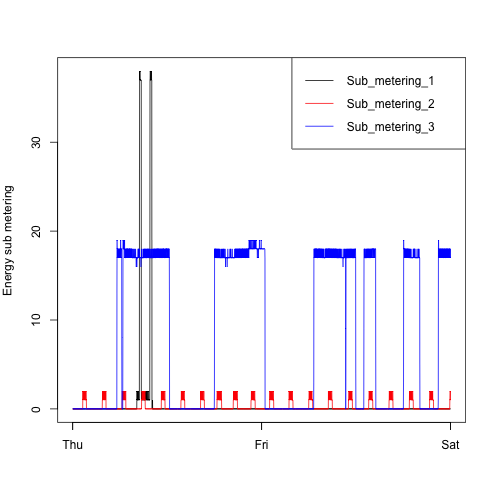 Sub_metering_1
Sub_metering_2
Sub_metering_3
Energy sub metering
30
20
10
0
Thu
Fri
Sat